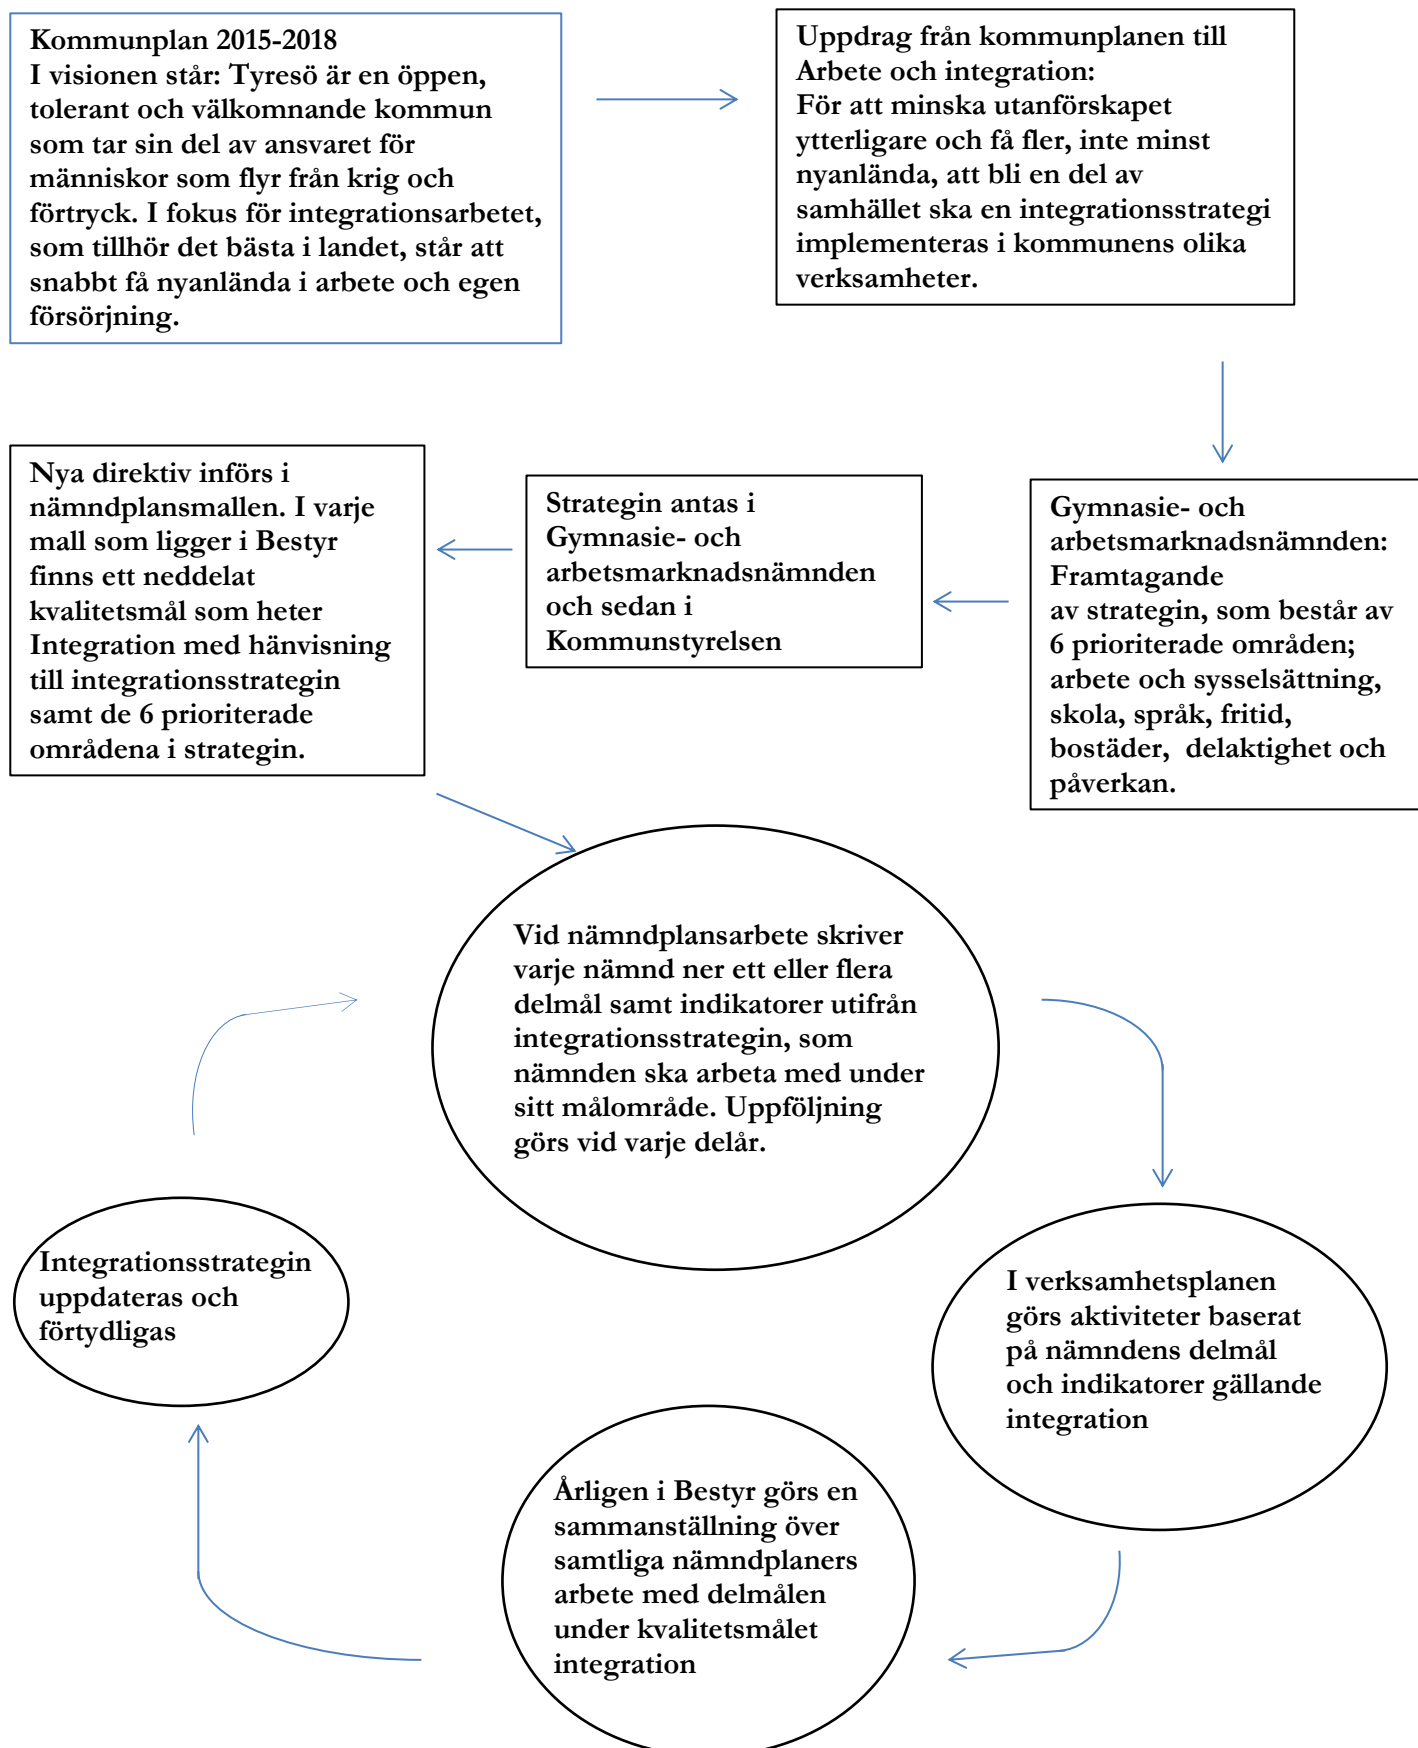 Kommunplan 2015-2018
I visionen står: Tyresö är en öppen,
tolerant och välkomnande kommun
som tar sin del av ansvaret för
människor som flyr från krig och
förtryck. I fokus för integrationsarbetet,
som tillhör det bästa i landet, står att
snabbt få nyanlända i arbete och egen
försörjning.
Uppdrag från kommunplanen till
Arbete och integration:
För att minska utanförskapet
ytterligare och få fler, inte minst
nyanlända, att bli en del av
samhället ska en integrationsstrategi
implementeras i kommunens olika
verksamheter.
Gymnasie- och
arbetsmarknadsnämnden:
Framtagande
av strategin, som består av
6 prioriterade områden;
arbete och sysselsättning,
skola, språk, fritid,
bostäder, delaktighet och
påverkan.
Strategin antas i
Gymnasie- och
arbetsmarknadsnämnden
och sedan i
Kommunstyrelsen
Nya direktiv införs i
nämndplansmallen. I varje
mall som ligger i Bestyr
finns ett neddelat
kvalitetsmål som heter
Integration med hänvisning
till integrationsstrategin
samt de 6 prioriterade
områdena i strategin.
Vid nämndplansarbete skriver
varje nämnd ner ett eller flera
delmål samt indikatorer utifrån
integrationsstrategin, som
nämnden ska arbeta med under
sitt målområde. Uppföljning
görs vid varje delår.
I verksamhetsplanen
görs aktiviteter baserat
på nämndens delmål
och indikatorer gällande
integration
Årligen i Bestyr görs en
sammanställning över
samtliga nämndplaners
arbete med delmålen
under kvalitetsmålet
integration
Integrationsstrategin
uppdateras och
förtydligas